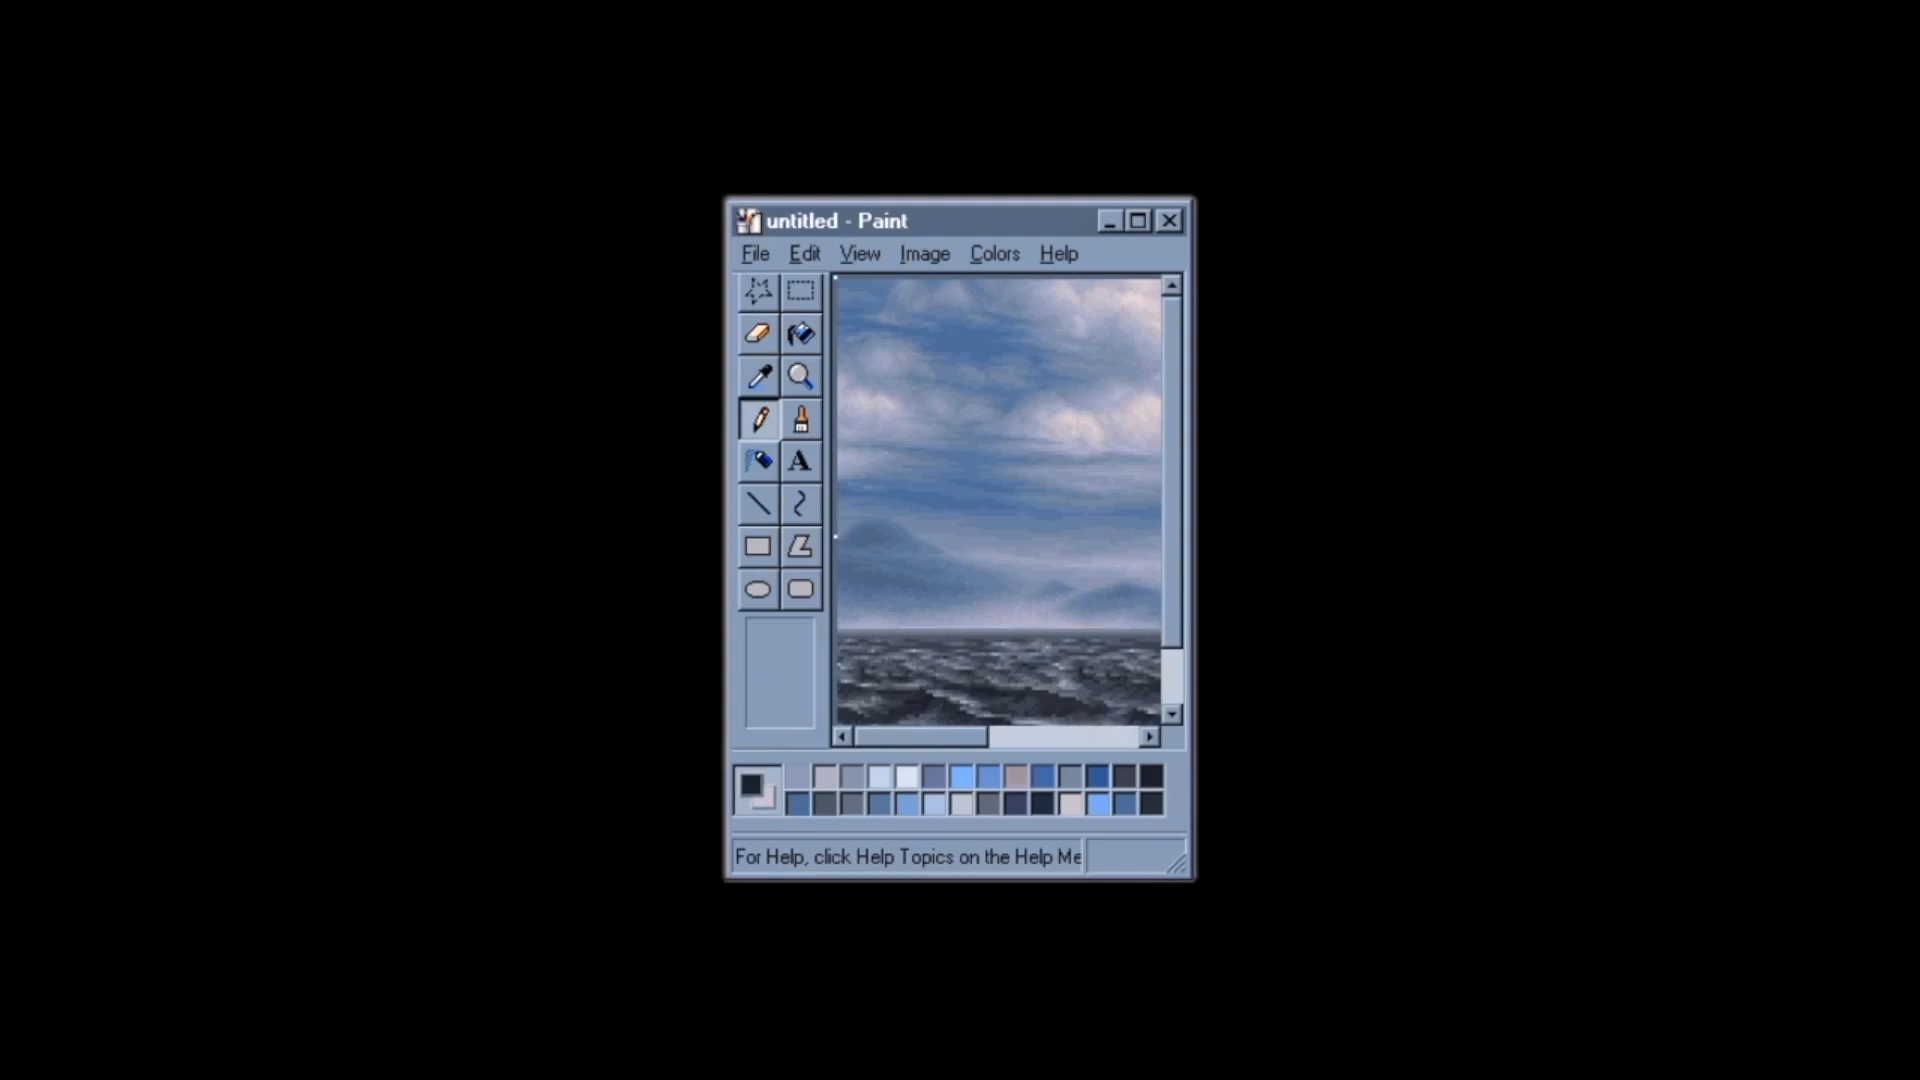 untitled - Paint
File Edit View Image Colors Help
A
For Help, click Help Topics on the Help Me